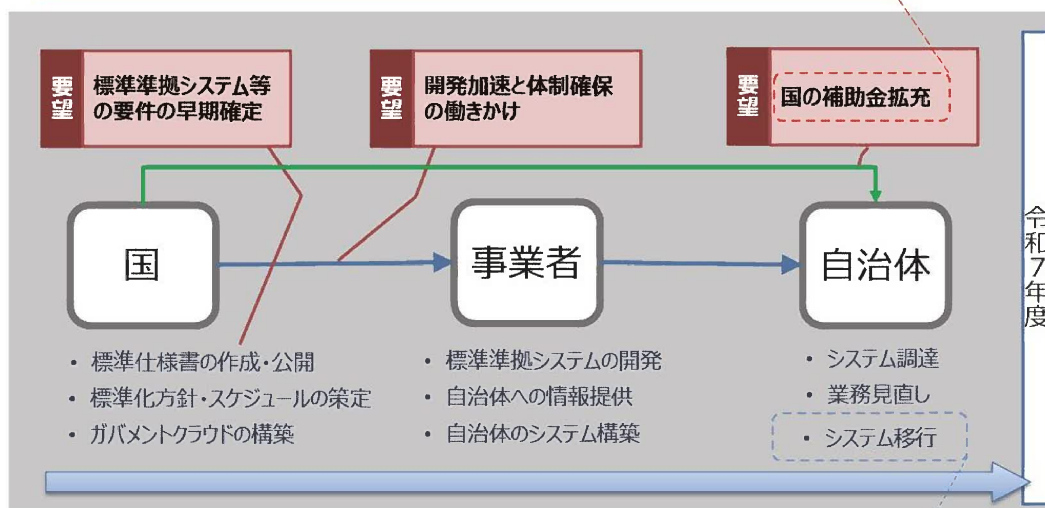 要望
標準準拠システム等
の要件の早期確定
要望
開発加速と体制確保
の働きかけ
要望
国の補助金拡充
国
事業者
自治体
・標準仕様書の作成・公開
・標準化方針・スケジュールの策定
・ガバメントクラウドの構築
・標準準拠システムの開発
・自治体への情報提供
・自治体のシステム構築
・システム調達
・業務見直し
・システム移行
令和7年度